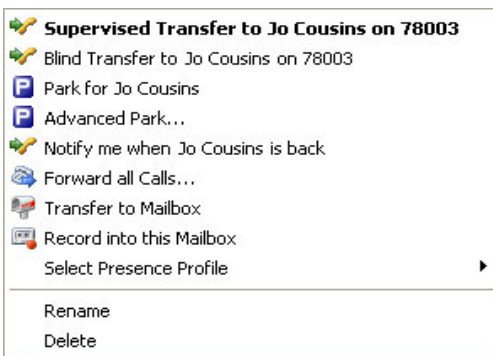 Supervised Transfer to Jo Cousins on 78003
Blind Transfer to Jo Cousins on 78003
P Park for Jo Cousins
P Advanced Park...
Notify me when Jo Cousins is back
Forward all Calls...
Transfer to Mailbox
Record into this Mailbox
Select Presence Profile
Rename
Delete